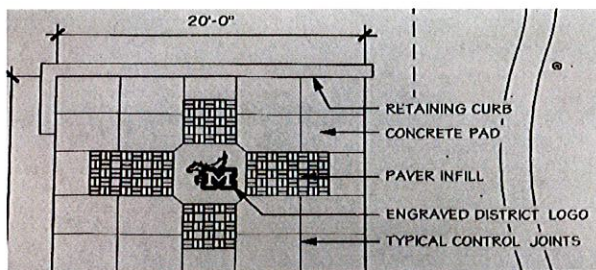 20'-0"
RETAINING CURB
CONCRETE PAD
PAVER INFILL
M
ENGRAVED DISTRICT LOGO
TYPICAL CONTROL JOINTS